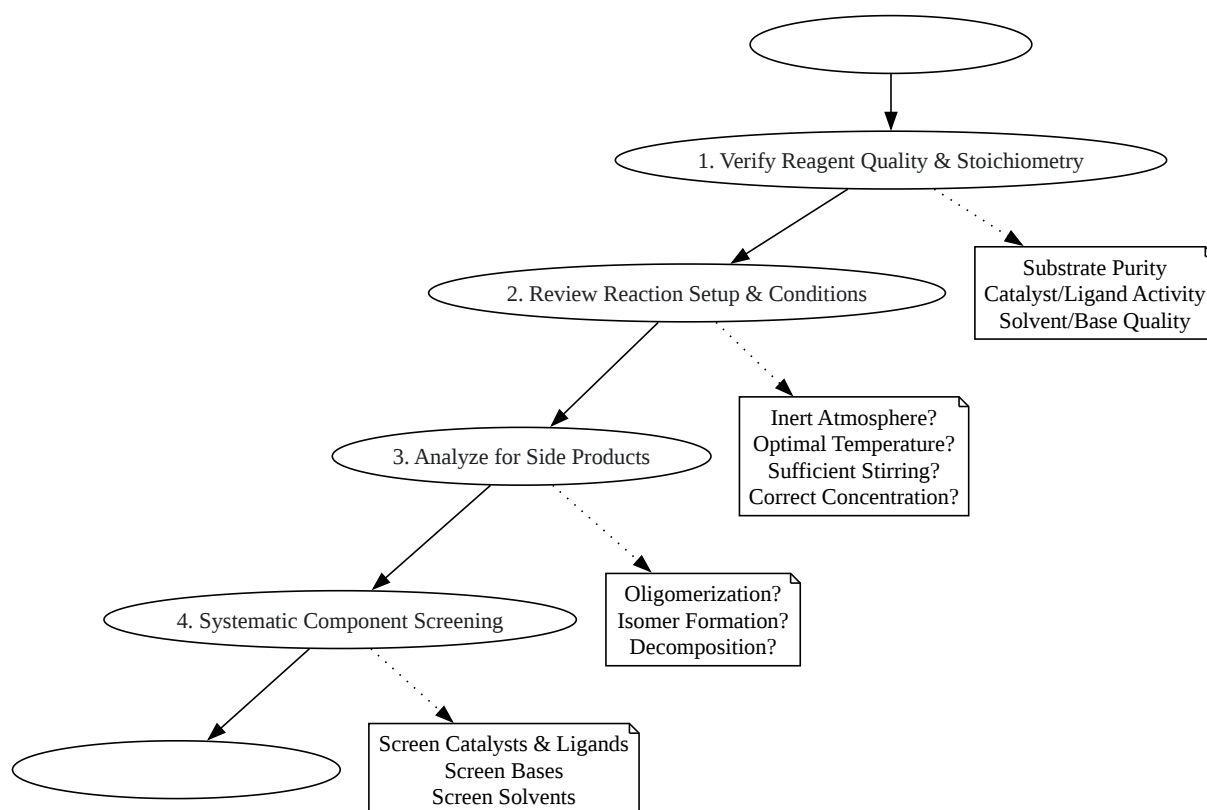 1. Verify Reagent Quality & Stoichiometry
Substrate Purity
Catalyst/Ligand Activity
Solvent/Base Quality
2. Review Reaction Setup & Conditions
Inert Atmosphere?
Optimal Temperature?
Sufficient Stirring?
Correct Concentration?
3. Analyze for Side Products
Oligomerization?
Isomer Formation?
Decomposition?
4. Systematic Component Screening
Screen Catalysts & Ligands
Screen Bases
Screen Solvents